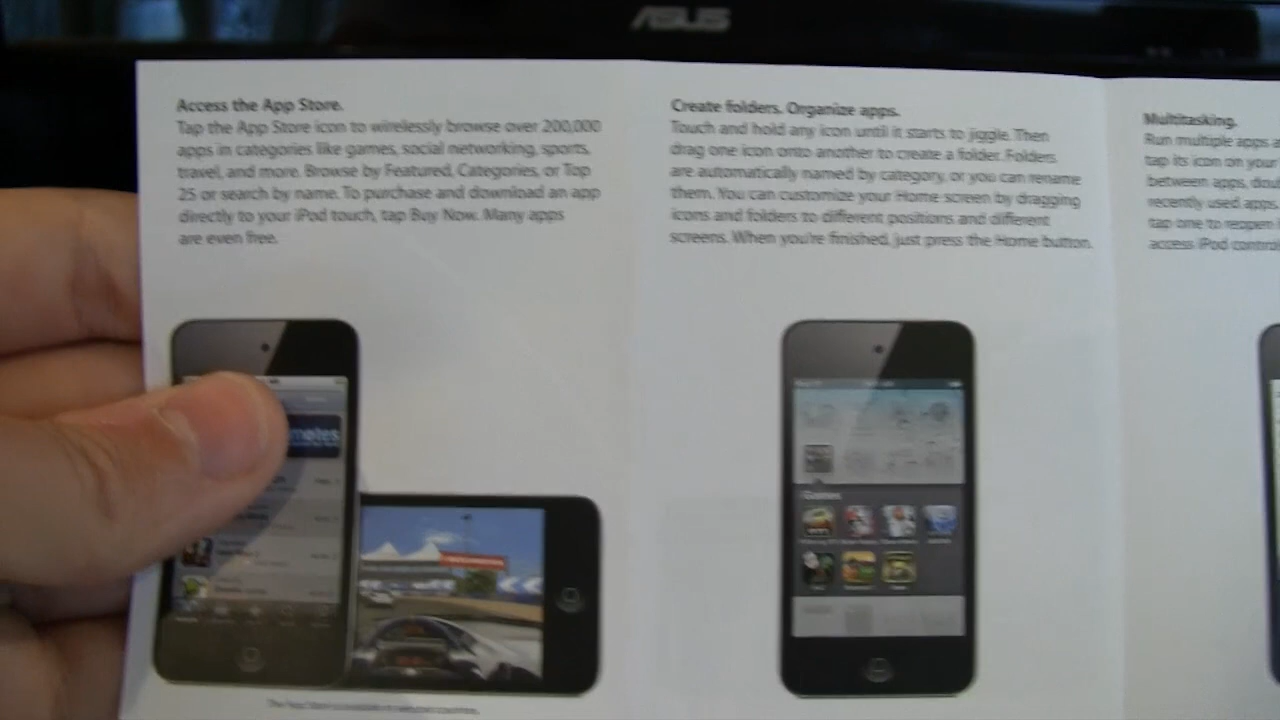 ASUS
Access the App Store.
Tap the App Store icon to wirelessly browse over 200,000
apps in categories like games, social networking, sports,
travel, and more. Browse by Featured, Categories, or Top
25 or search by name. To purchase and download an app
directly to your iPod touch, tap Buy Now. Many apps
are even free.
Create folders. Organize apps.
Touch and hold any icon until it starts to jiggle. Then
drag one icon onto another to create a folder. Folders
are automatically named by category, or you can rename
them. You can customize your Home screen by dragging
icons and folders to different positions and different
screens. When you're finished, just press the Home button.
Multitasking.
Run multiple apps
tap its icon on your
between apps,
recently used apps.
tap one to reopen
access iPod
Games
The App Store is available in